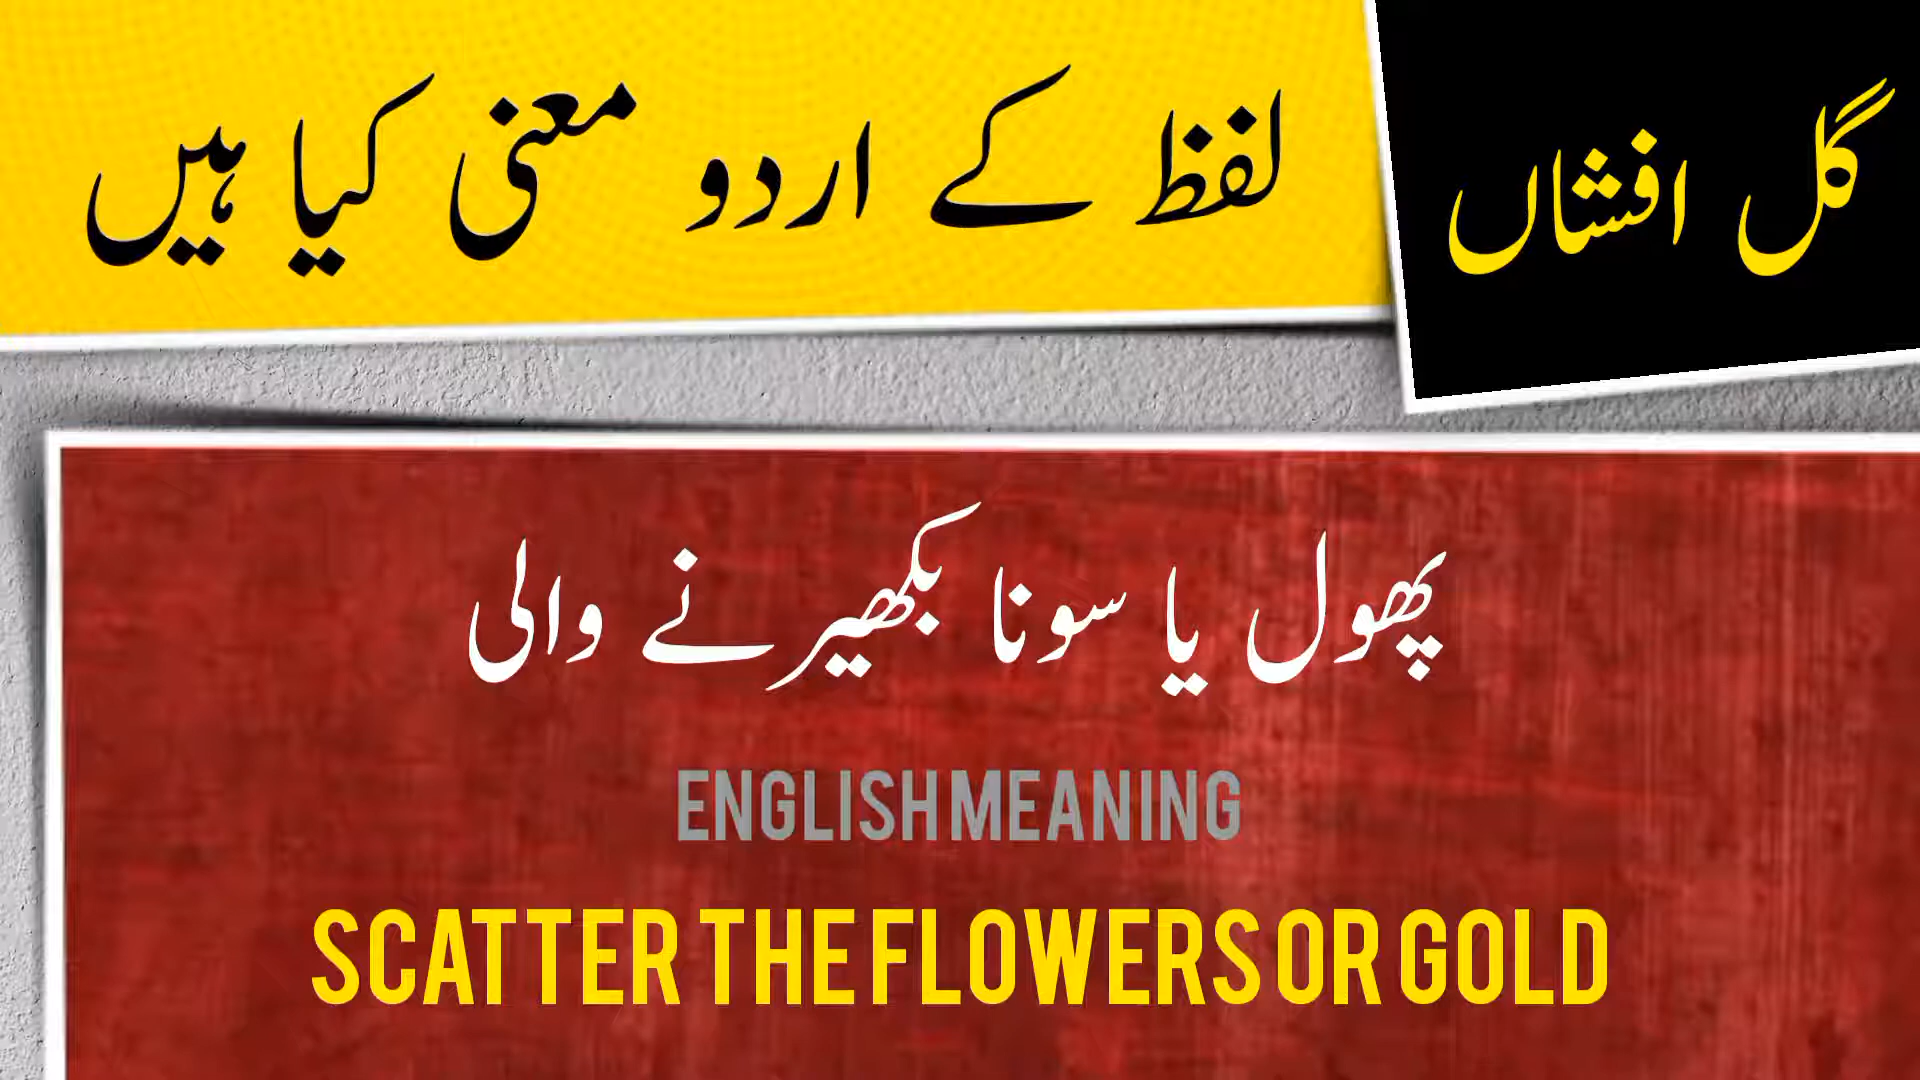 گل افشاں لفظ کے اردو معنی کیا ہیں
پھول یا سونا بکھیرنے والی
ENGLISH MEANING
SCATTER THE FLOWERS OR GOLD